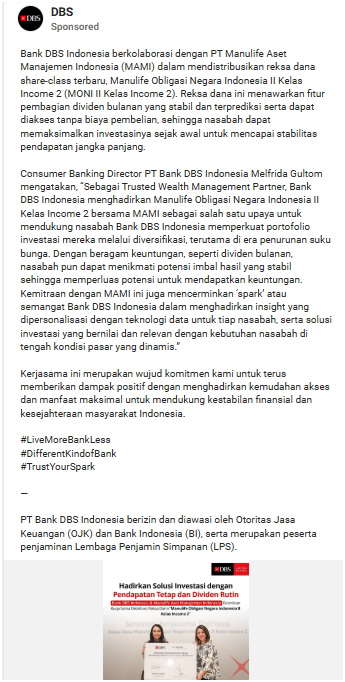 DBS
Sponsored
Bank DBS Indonesia berkolaborasi dengan PT Manulife Aset
Manajemen Indonesia (MAMI) dalam mendistribusikan reksa dana
share-class terbaru, Manulife Obligasi Negara Indonesia II Kelas
Income 2 (MONI II Kelas Income 2). Reksa dana ini menawarkan fitur
pembagian dividen bulanan yang stabil dan terprediksi serta dapat
diakses tanpa biaya pembelian, sehingga nasabah dapat
memaksimalkan investasinya sejak awal untuk mencapai stabilitas
pendapatan jangka panjang.
Consumer Banking Director PT Bank DBS Indonesia Melfrida Gultom
mengatakan, “Sebagai Trusted Wealth Management Partner, Bank
DBS Indonesia menghadirkan Manulife Obligasi Negara Indonesia II
Kelas Income 2 bersama MAMI sebagai salah satu upaya untuk
mendukung nasabah Bank DBS Indonesia memperkuat portofolio
investasi mereka melalui diversifikasi, terutama di era penurunan suku
bunga. Dengan beragam keuntungan, seperti dividen bulanan,
nasabah pun dapat menikmati potensi imbal hasil yang stabil
sehingga memperluas potensi untuk mendapatkan keuntungan.
Kemitraan dengan MAMI ini juga mencerminkan ‘spark’ atau
semangat Bank DBS Indonesia dalam menghadirkan insight yang
dipersonalisasi dengan teknologi data untuk tiap nasabah, serta solusi
investasi yang bernilai dan relevan dengan kebutuhan nasabah di
tengah kondisi pasar yang dinamis.”
Kerjasama ini merupakan wujud komitmen kami untuk terus
memberikan dampak positif dengan menghadirkan kemudahan akses
dan manfaat maksimal untuk mendukung kestabilan finansial dan
kesejahteraan masyarakat Indonesia.
#LiveMoreBankLess
#DifferentKindofBank
#TrustYourSpark
—
PT Bank DBS Indonesia berizin dan diawasi oleh Otoritas Jasa
Keuangan (OJK) dan Bank Indonesia (BI), serta merupakan peserta
penjaminan Lembaga Penjamin Simpanan (LPS).
DBS
Hadirkan Solusi Investasi dengan
Pendapatan Tetap dan Dividen Rutin
Bank DBS Indonesia & Manulife Aset Manajemen Indonesia
Kelas Income 2"